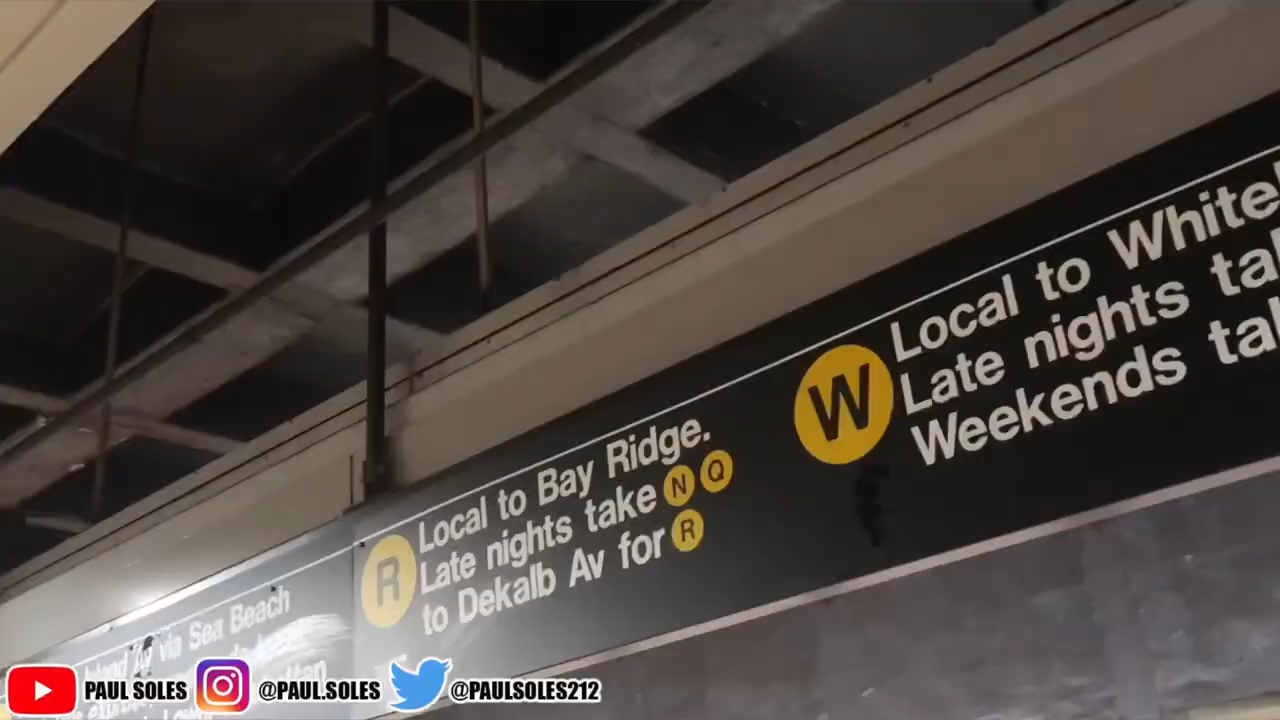 via Sea Beach
R
Local to Bay Ridge.
Late nights take N Q
to Dekalb Av for R
W
Local to White
Late nights ta
Weekends ta
PAUL SOLES
@PAUL.SOLES
@PAULSOLES212